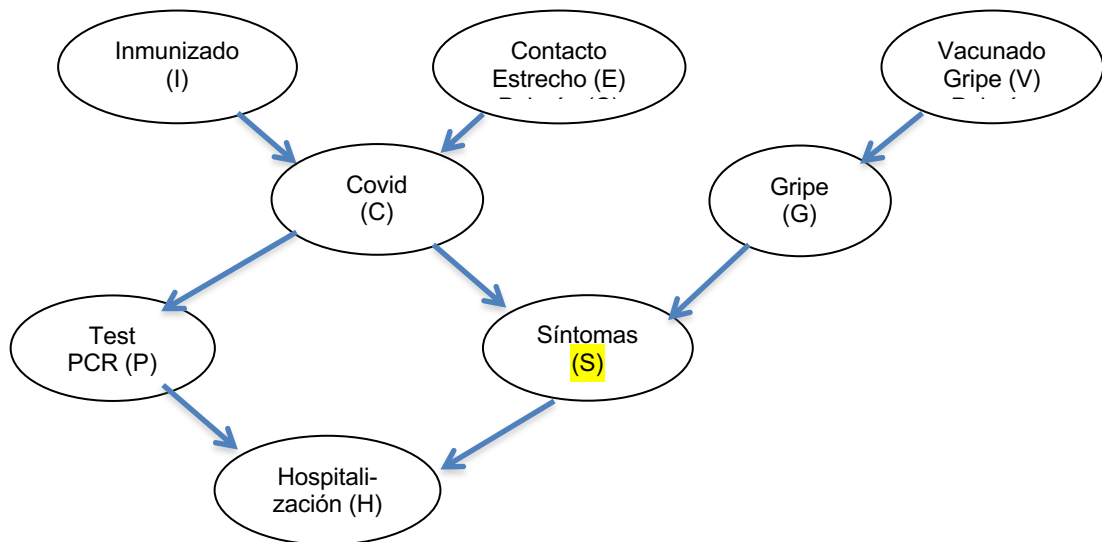 Inmunizado
(I)
Contacto
Estrecho (E)
Vacunado
Gripe (V)
Covid
(C)
Gripe
(G)
Test
PCR (P)
Síntomas
(S)
Hospitali-
zación (H)